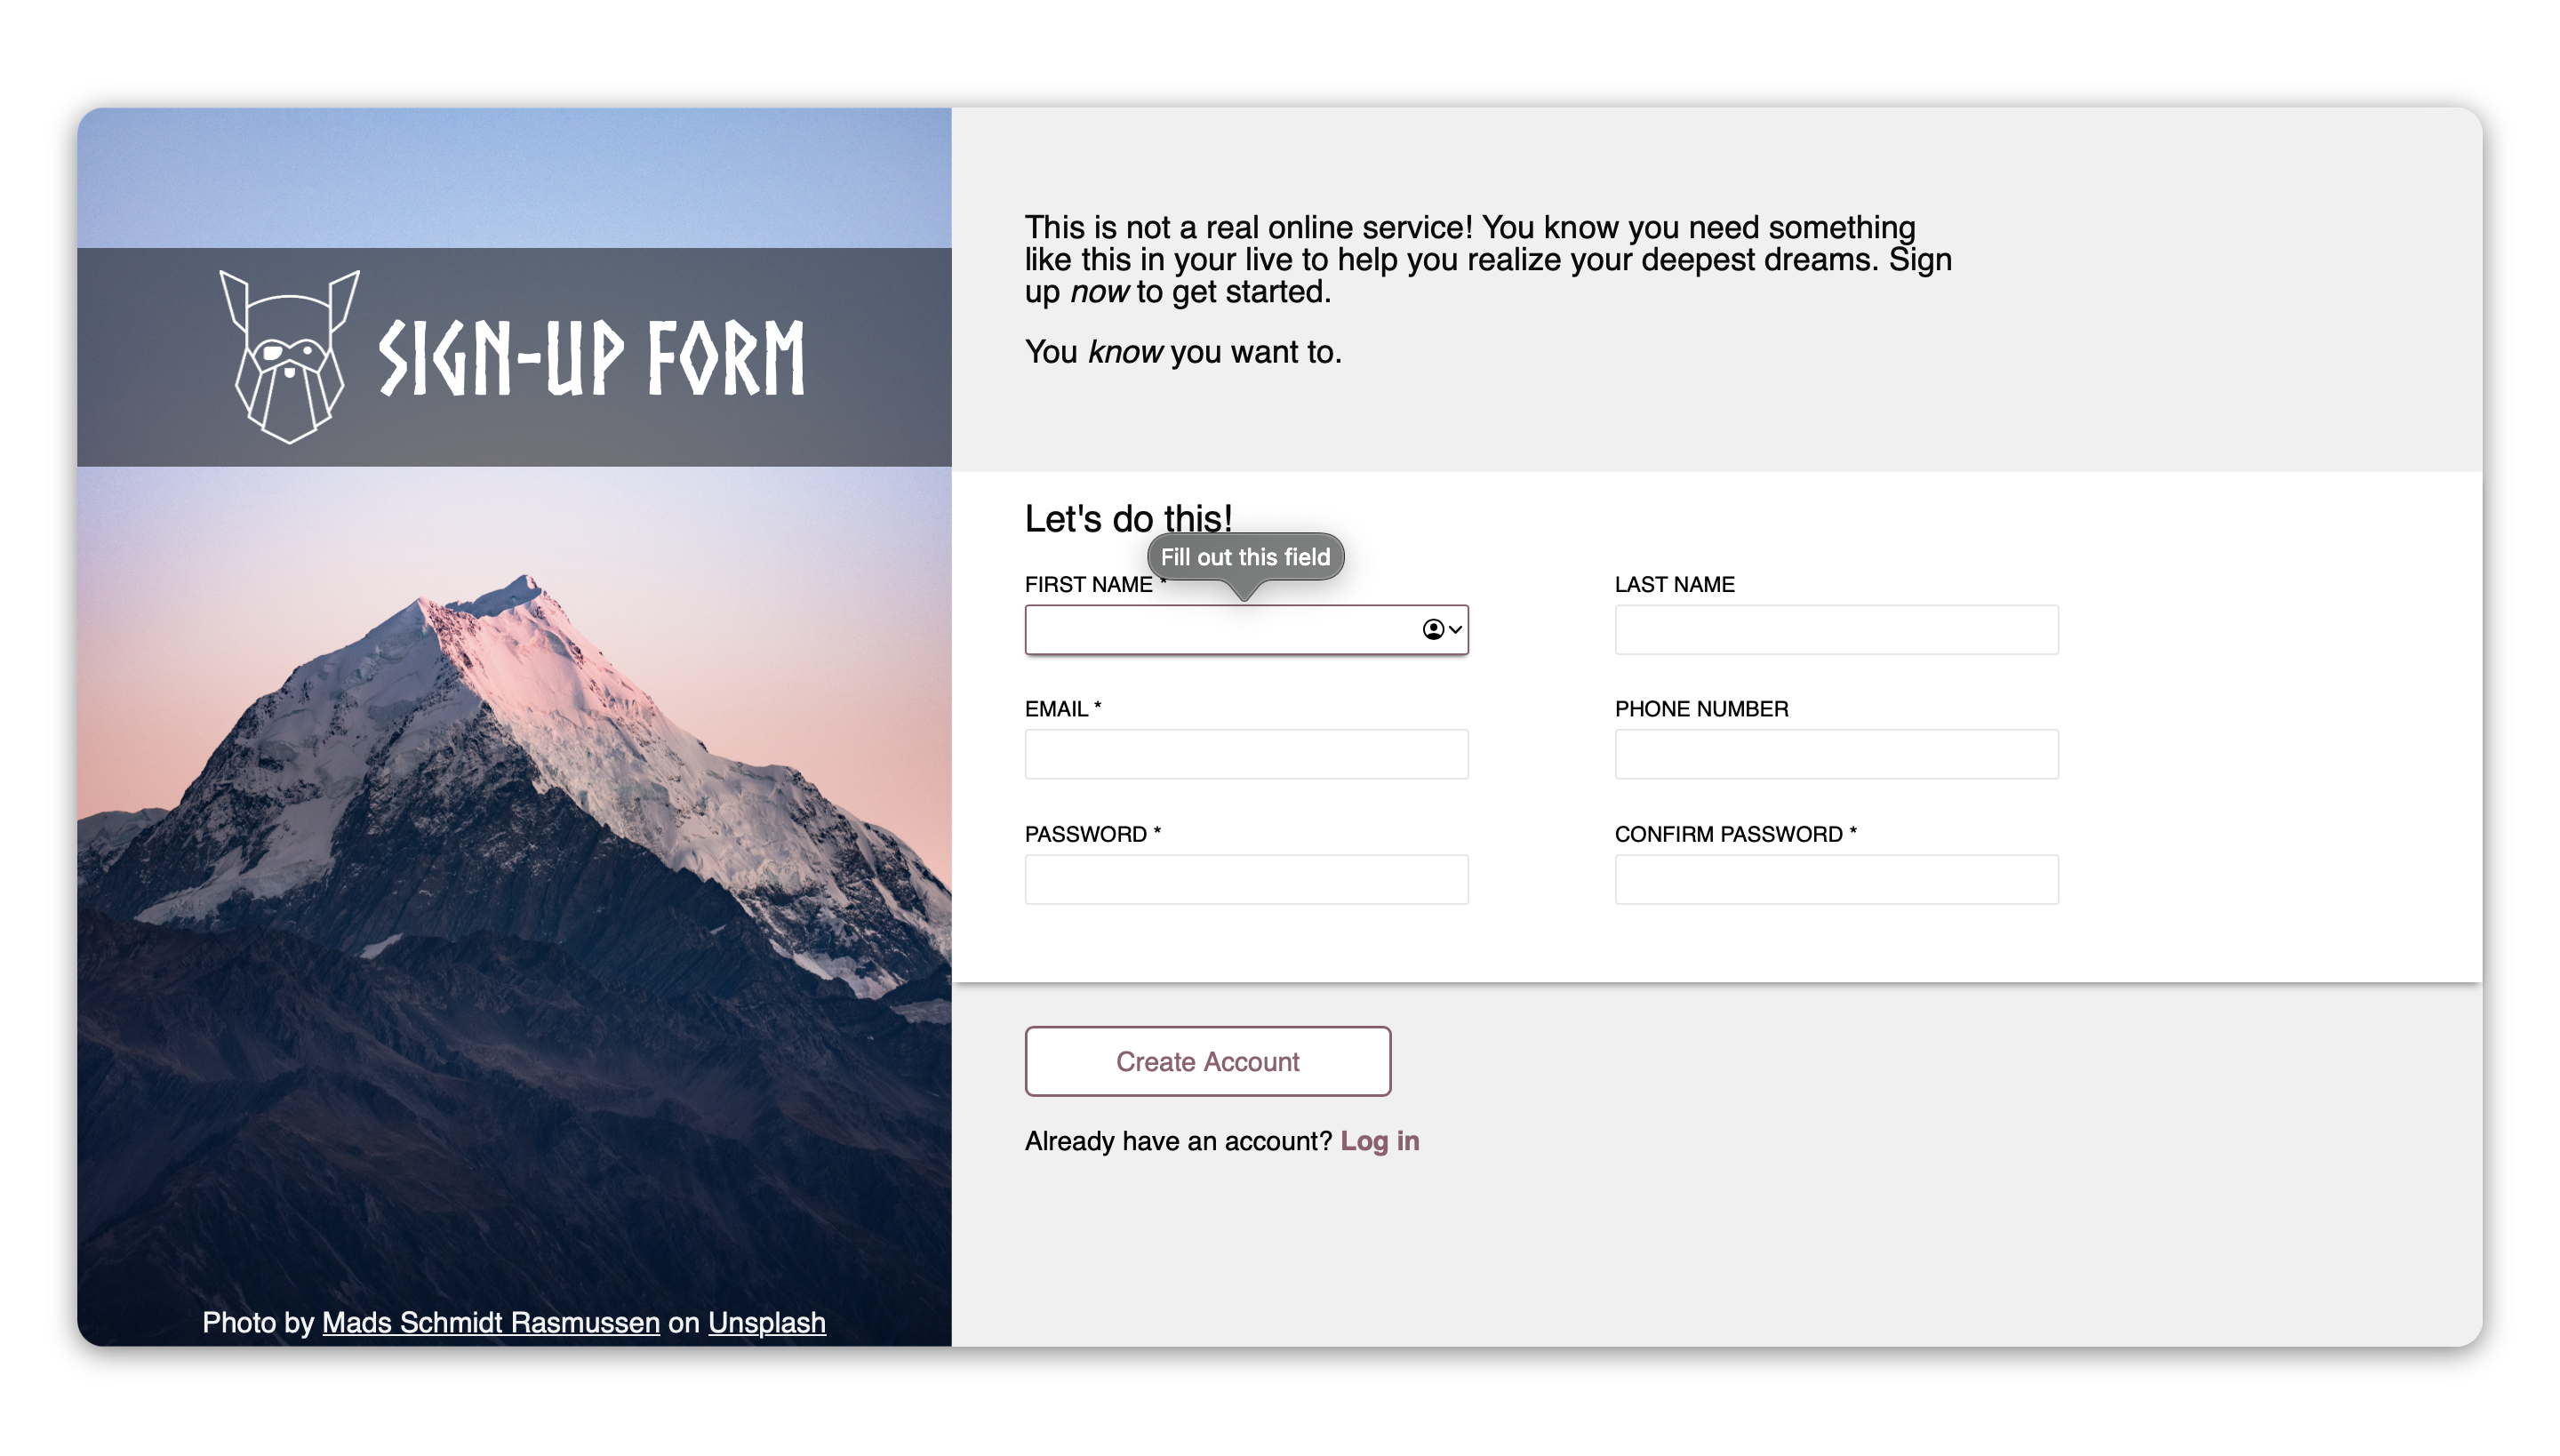 SIGN-UP FORM
Photo by Mads Schmidt Rasmussen on Unsplash
This is not a real online service! You know you need something
like this in your live to help you realize your deepest dreams. Sign
up now to get started.
You know you want to.
Let's do this!
Fill out this field
FIRST NAME *
LAST NAME
EMAIL *
PHONE NUMBER
PASSWORD *
CONFIRM PASSWORD *
Create Account
Already have an account? Log in